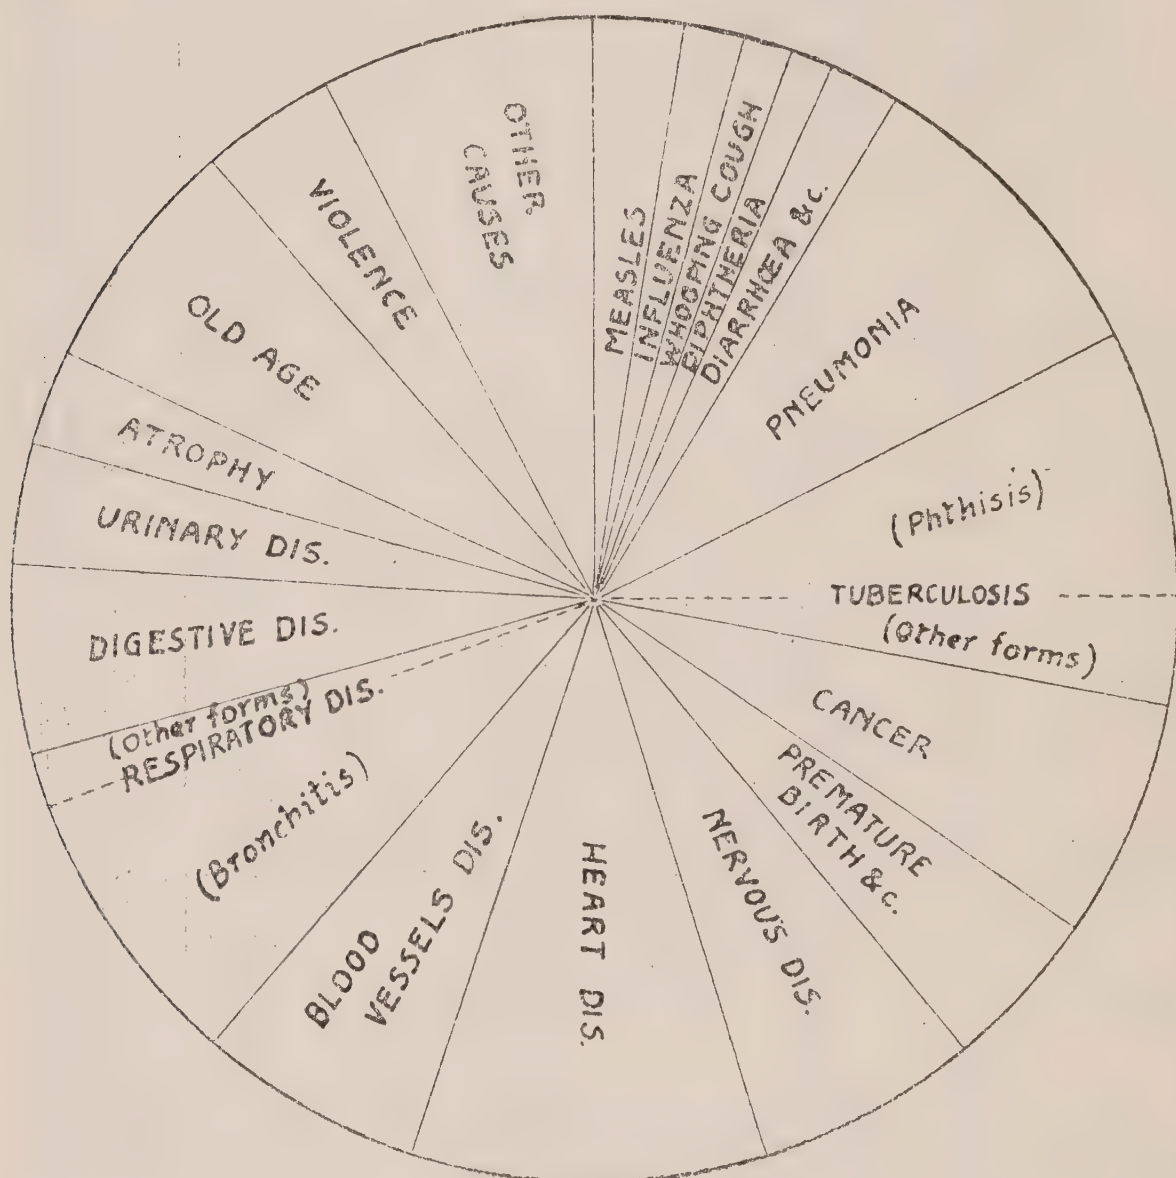 MEASLES
INFLUENZA
WHOOPING COUGH
DIPHTHERIA
DIARRHŒA &c.
PNEUMONIA
(Phthisis)
TUBERCULOSIS
(Other forms)
CANCER
PREMATURE
BIRTH &c.
NERVOUS DIS.
HEART DIS.
BLOOD
VESSELS DIS.
(Bronchitis)
RESPIRATORY DIS.
(Other forms)
DIGESTIVE DIS.
URINARY DIS.
ATROPHY
OLD AGE
VIOLENCE
OTHER
CAUSES